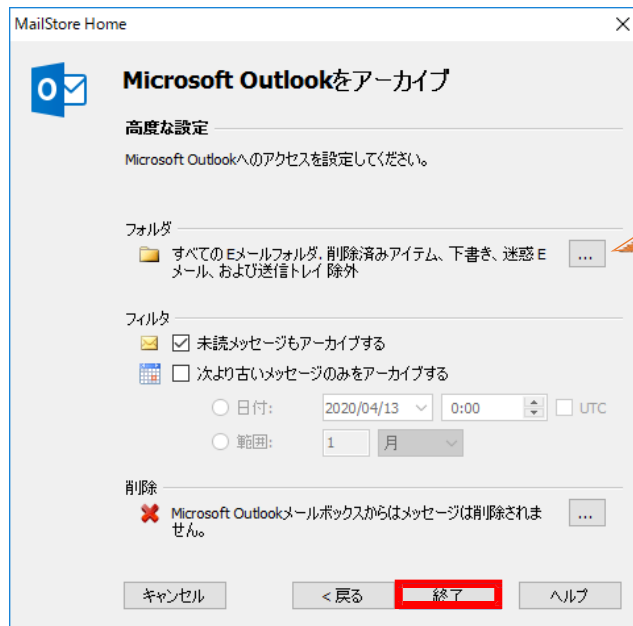 MailStore Home
Microsoft Outlookをアーカイブ
高度な設定
Microsoft Outlookへのアクセスを設定してください。
フォルダ
すべてのEメールフォルダ, 削除済みアイテム、下書き、迷惑E
メール、および送信トレイ 除外
...
フィルタ
未読メッセージもアーカイブする
次より古いメッセージのみをアーカイブする
日付: 2020/04/13 0:00 UTC
範囲: 1 月
削除
Microsoft Outlookメールボックスからはメッセージは削除されま
せん。
...
キャンセル < 戻る 終了 ヘルプ